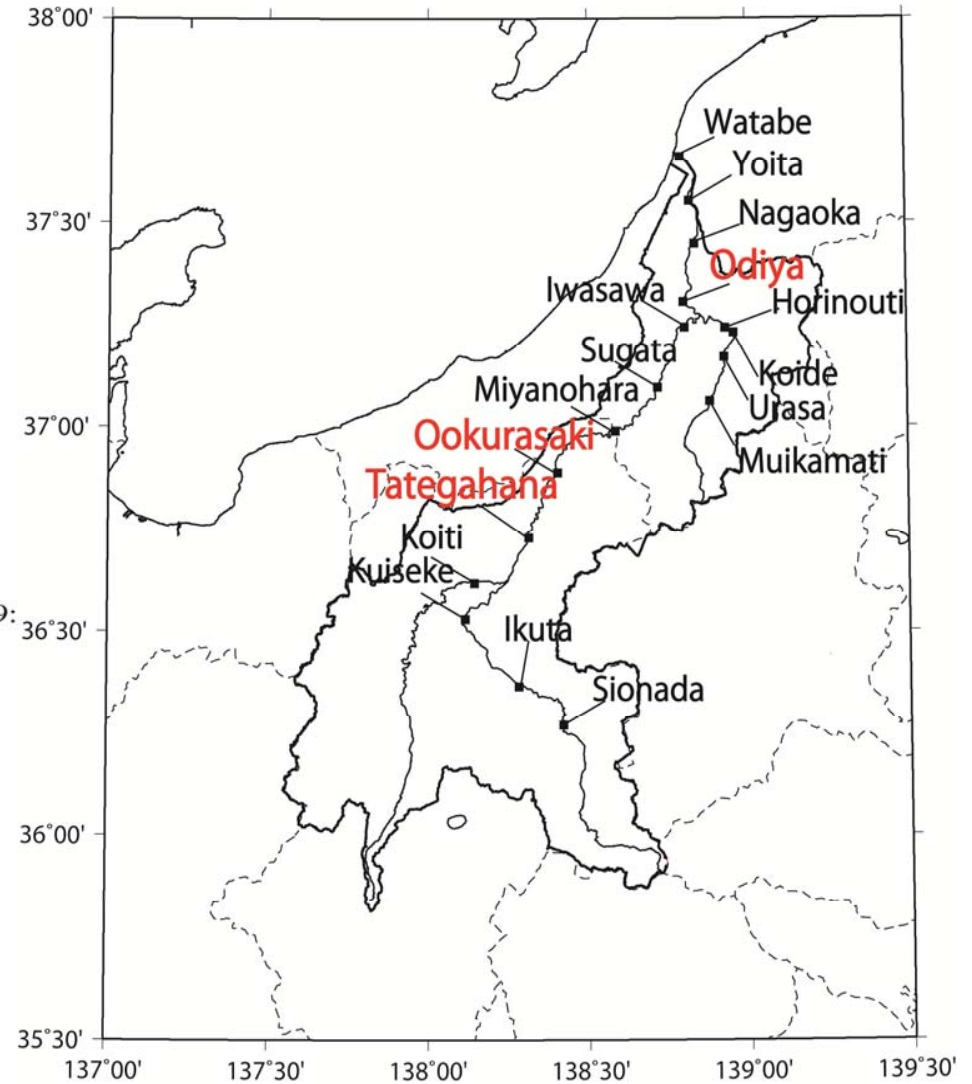 38°00'
Watabe
Yoita
Nagaoka
37°30'
Odiya
Iwasawa
Horinouti
Sugata
Koide
Miyanohara
Urasa
37°00'
Ookurasaki
Muikamati
Tategahana
Koiti
Kuiseke
9:
36°30'
Ikuta
Sionada
36°00'
35°30'
137°00' 137°30' 138°00' 138°30' 139°00' 139°30'